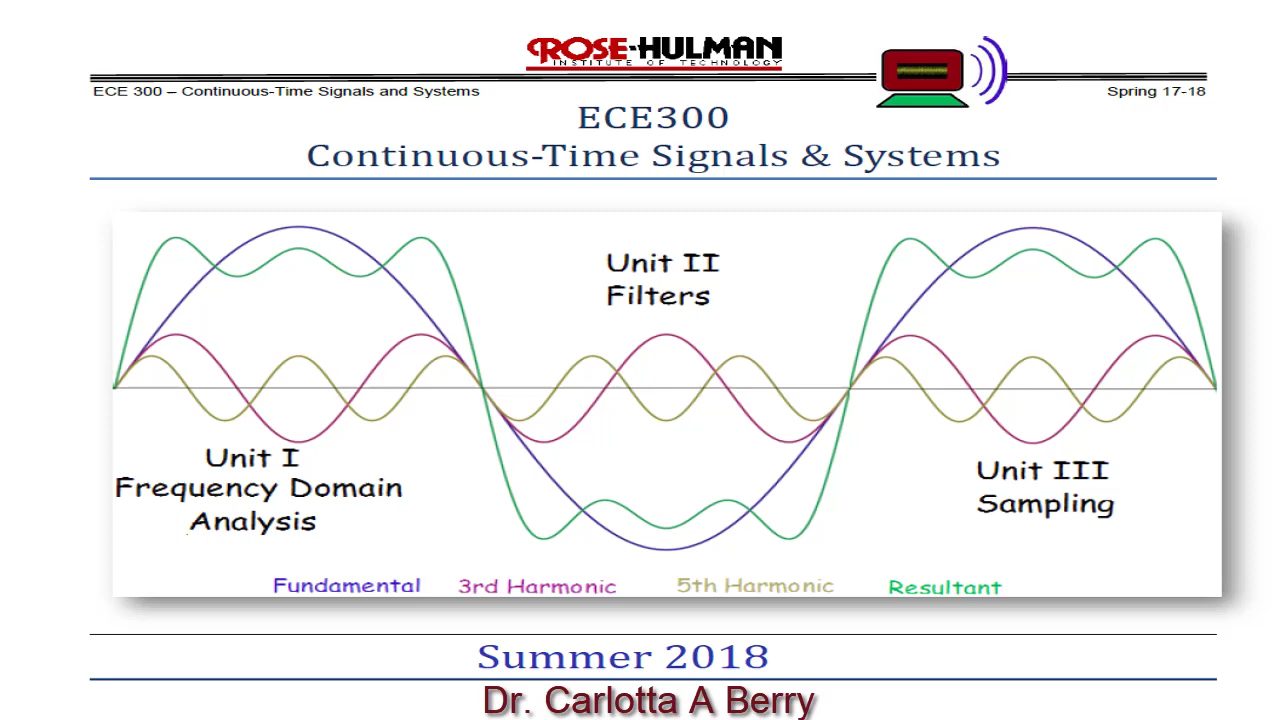 ROSE-HULMAN
INSTITUTE OF TECHNOLOGY
ECE 300 – Continuous-Time Signals and Systems
Spring 17-18
ECE300
Continuous-Time Signals & Systems
Unit II
Filters
Unit I
Frequency Domain
Analysis
Unit III
Sampling
Fundamental 3rd Harmonic 5th Harmonic Resultant
Summer 2018
Dr. Carlotta A Berry